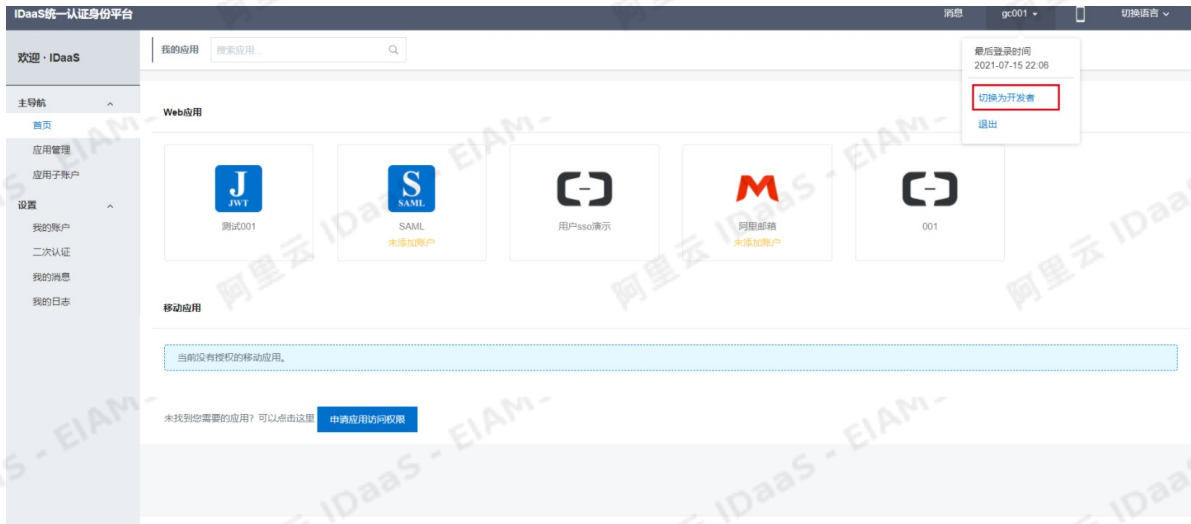 IDaaS统一认证身份平台
消息
gc001
切换语言
欢迎 · IDaaS
我的应用
搜索应用...
最后登录时间
2021-07-15 22:06
切换为开发者
退出
主导航
首页
应用管理
应用子账户
设置
我的账户
二次认证
我的消息
我的日志
Web应用
J
JWT
测试001
S
SAML
SAML
未添加账户
用户sso演示
阿里邮箱
未添加账户
001
移动应用
当前没有授权的移动应用。
未找到您需要的应用？可以点击这里
申请应用访问权限
阿里云 IDaaS - EIAM -